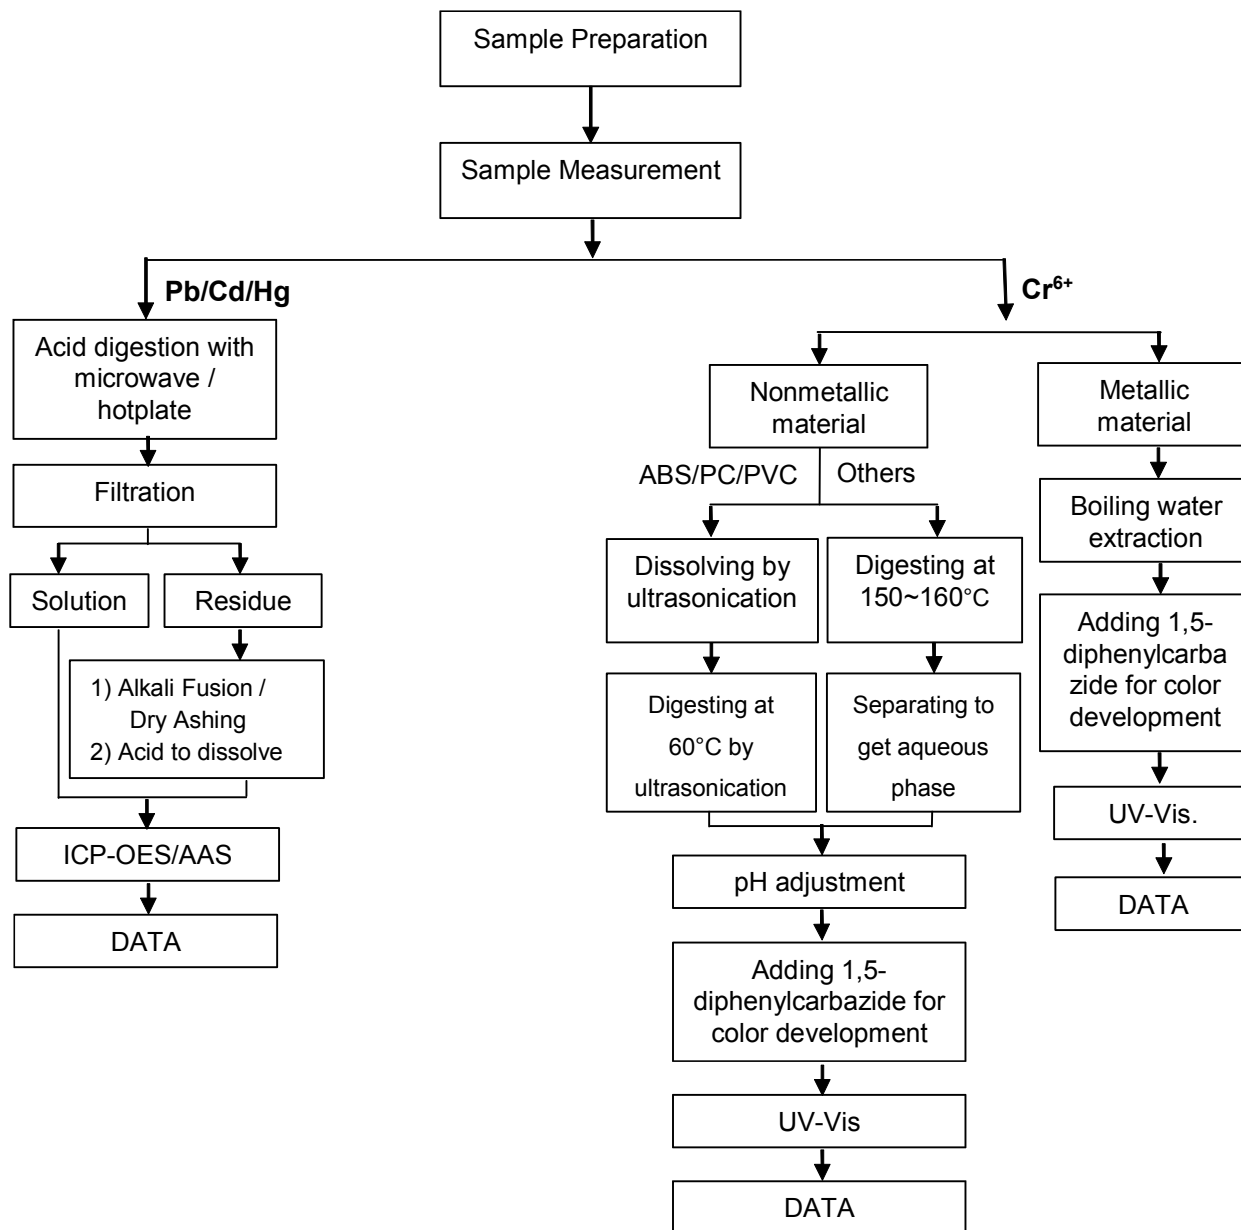 Sample Preparation
Sample Measurement
Pb/Cd/Hg
Cr⁶⁺
Acid digestion with
microwave /
hotplate
Filtration
Solution
Residue
1) Alkali Fusion /
Dry Ashing
2) Acid to dissolve
ICP-OES/AAS
DATA
Nonmetallic
material
ABS/PC/PVC
Others
Dissolving by
ultrasonication
Digesting at
150~160°C
Digesting at
60°C by
ultrasonication
Separating to
get aqueous
phase
pH adjustment
Adding 1,5-
diphenylcarbazide for
color development
UV-Vis
DATA
Metallic
material
Boiling water
extraction
Adding 1,5-
diphenylcarba
zide for color
development
UV-Vis.
DATA